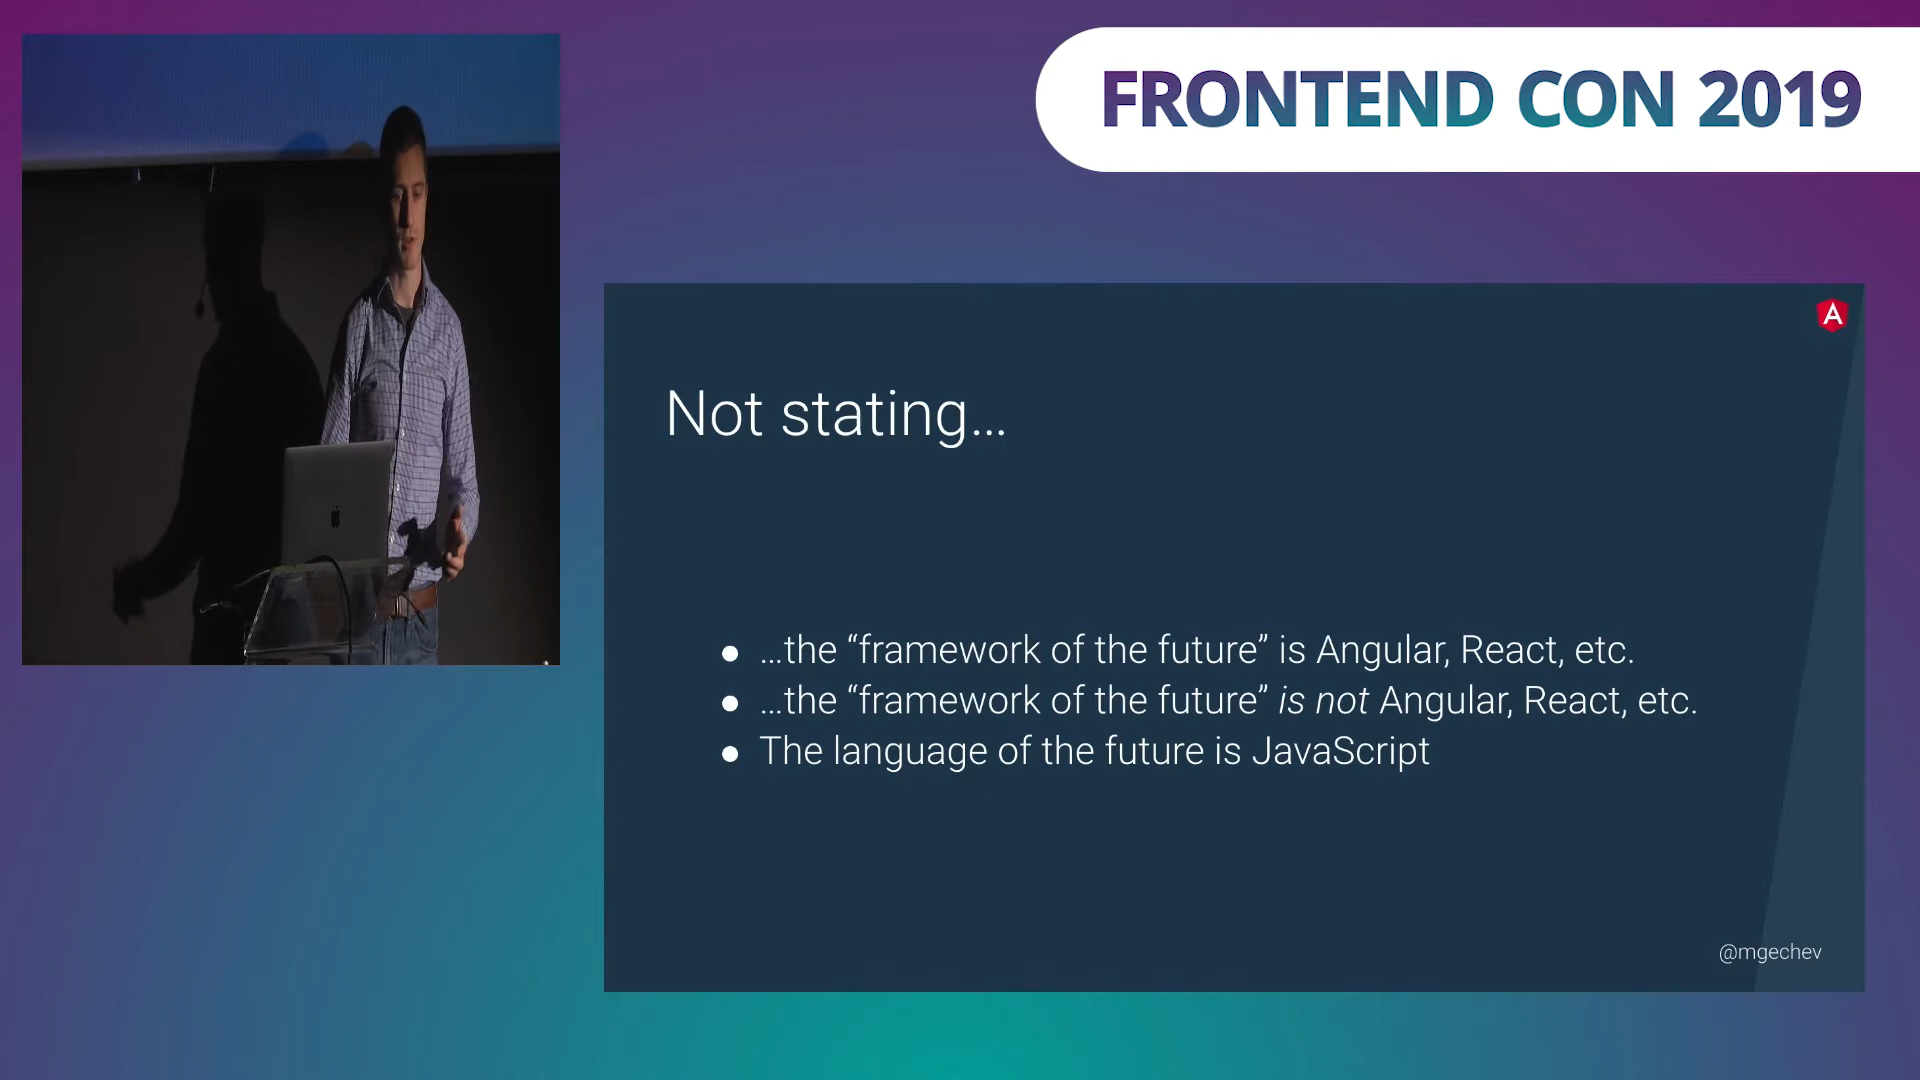 FRONTEND CON 2019
A
Not stating...
● ...the “framework of the future” is Angular, React, etc.
● ...the “framework of the future” is not Angular, React, etc.
● The language of the future is JavaScript
@mgechev